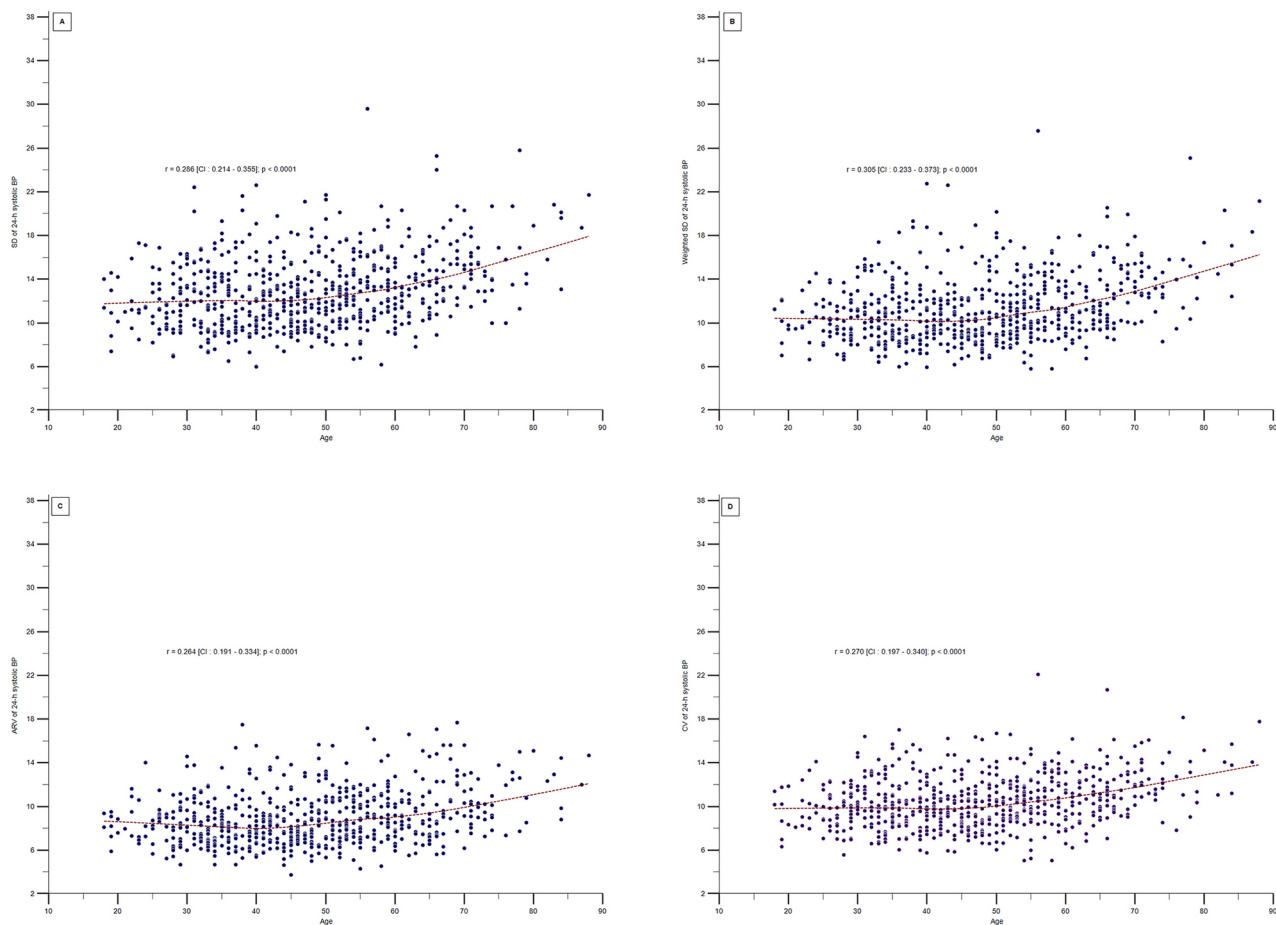 A
38
34
30
26
22
18
14
10
6
2
SD of 24-h systolic BP
r = 0.286 [CI : 0.214 - 0.355]; p < 0.0001
10 20 30 40 50 60 70 80 90
Age
B
38
34
30
26
22
18
14
10
6
2
Weighted SD of 24-h systolic BP
r = 0.305 [CI : 0.233 - 0.373]; p < 0.0001
10 20 30 40 50 60 70 80 90
Age
C
38
34
30
26
22
18
14
10
6
2
ARV of 24-h systolic BP
r = 0.264 [CI : 0.191 - 0.334]; p < 0.0001
10 20 30 40 50 60 70 80 90
Age
D
38
34
30
26
22
18
14
10
6
2
CV of 24-h systolic BP
r = 0.270 [CI : 0.197 - 0.340]; p < 0.0001
10 20 30 40 50 60 70 80 90
Age